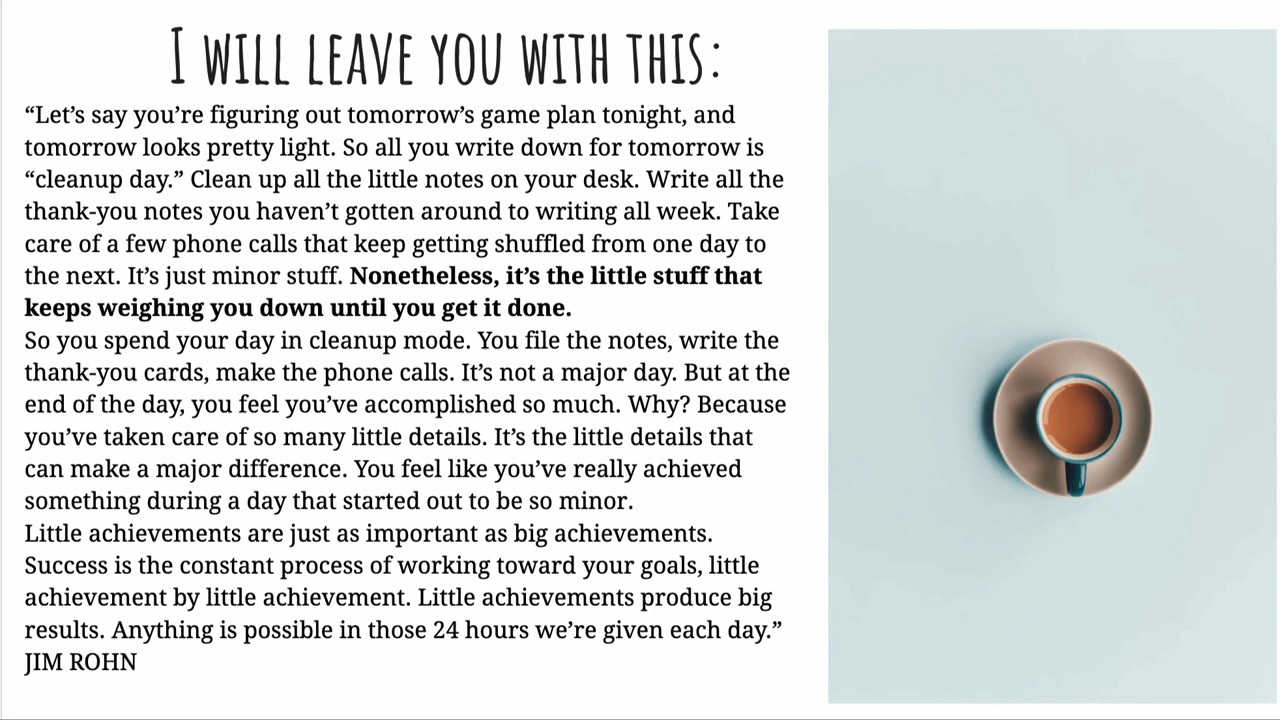 I WILL LEAVE YOU WITH THIS:
“Let’s say you’re figuring out tomorrow’s game plan tonight, and
tomorrow looks pretty light. So all you write down for tomorrow is
“cleanup day.” Clean up all the little notes on your desk. Write all the
thank-you notes you haven’t gotten around to writing all week. Take
care of a few phone calls that keep getting shuffled from one day to
the next. It’s just minor stuff. Nonetheless, it’s the little stuff that
keeps weighing you down until you get it done.
So you spend your day in cleanup mode. You file the notes, write the
thank-you cards, make the phone calls. It’s not a major day. But at the
end of the day, you feel you’ve accomplished so much. Why? Because
you’ve taken care of so many little details. It’s the little details that
can make a major difference. You feel like you’ve really achieved
something during a day that started out to be so minor.
Little achievements are just as important as big achievements.
Success is the constant process of working toward your goals, little
achievement by little achievement. Little achievements produce big
results. Anything is possible in those 24 hours we’re given each day.”
JIM ROHN